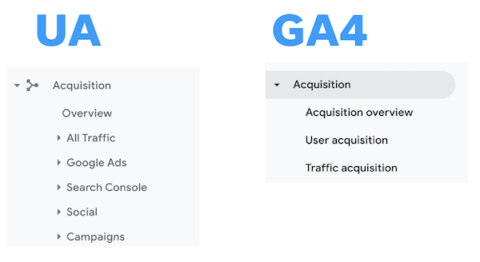 UA
Acquisition
Overview
All Traffic
Google Ads
Search Console
Social
Campaigns
GA4
Acquisition
Acquisition overview
User acquisition
Traffic acquisition